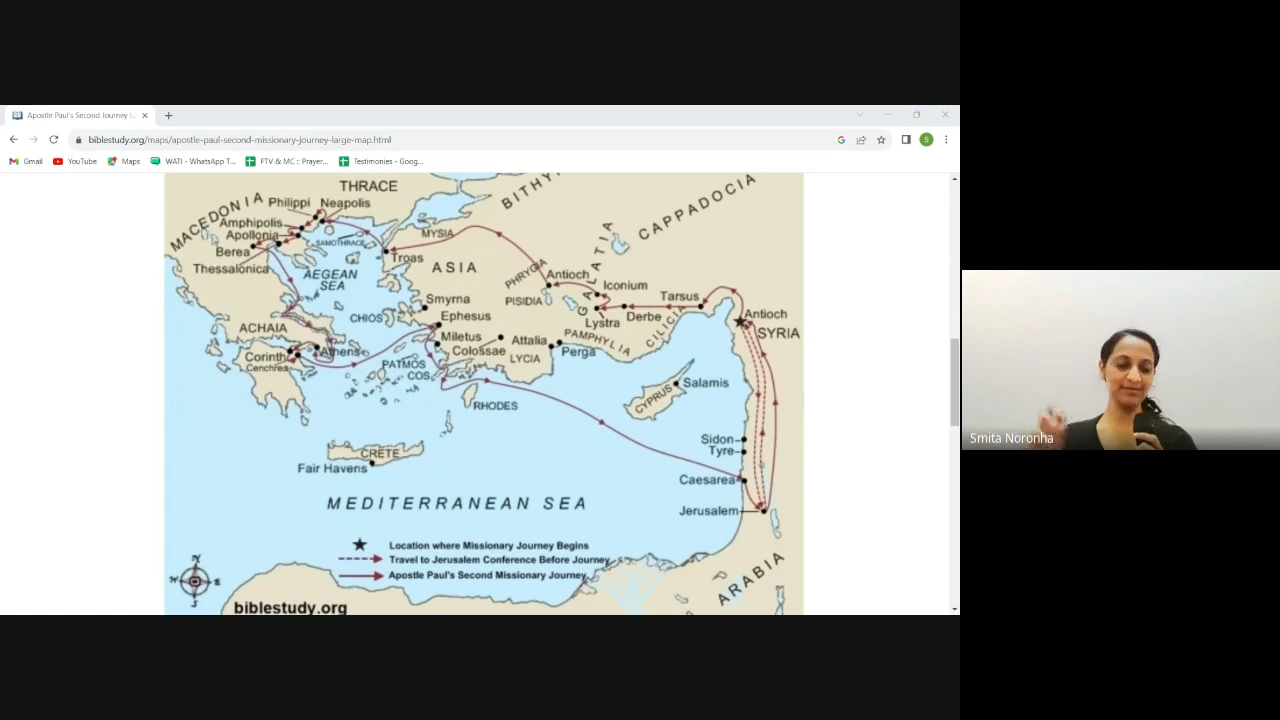 Apostle Paul's Second Journey L
biblestudy.org/maps/apostle-paul-second-missionary-journey-large-map.html
S
Gmail
YouTube
Maps
WATI - WhatsApp T...
FTV & MC :: Prayer...
Testimonies - Goog...
THRACE
BITHY
CAPPADOCIA
MACEDONIA
Philippi
Neapolis
Amphipolis
Apollonia
SAMOTHRACE
MYSIA
Berea
Troas
Thessalonica
ASIA
GALATIA
PHRYGIA
Antioch
AEGEAN
SEA
Iconium
Tarsus
PISIDIA
Smyrna
CHIOS
Ephesus
Lystra
Derbe
CILICIA
Antioch
SYRIA
ACHAIA
Miletus
Attalia
PAMPHYLIA
Athens
Colossae
Perga
Corinth
LYCIA
Cenchrea
PATMOS
COS
Salamis
CYPRUS
RHODES
Sidon
Tyre
CRETE
Fair Havens
Caesarea
MEDITERRANEAN SEA
Jerusalem
Location where Missionary Journey Begins
Travel to Jerusalem Conference Before Journey
Apostle Paul's Second Missionary Journey
ARABIA
N
W
E
S
biblestudy.org
Smita Noronha